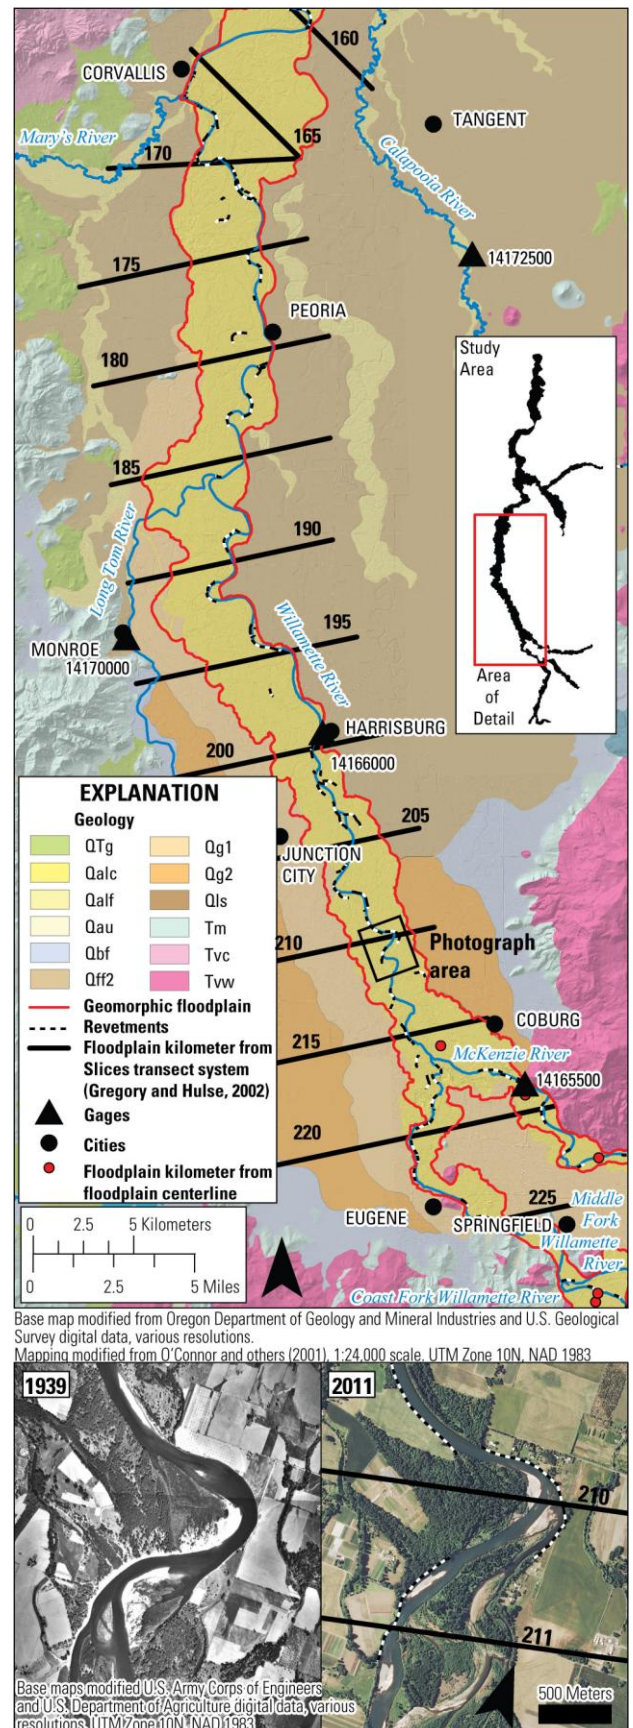 160
CORVALLIS
TANGENT
Mary's River
165
170
Calapooia River
14172500
175
PEORIA
Study
Area
180
185
190
Long Tom River
Willamette River
195
MONROE
14170000
Area
of
Detail
HARRISBURG
200
14166000
EXPLANATION
Geology
QTg
Qg1
Qalc
Qg2
Qalf
Qls
Qau
Tm
Qbf
Tvc
Qff2
Tvw
Geomorphic floodplain
Revetments
Floodplain kilometer from
Slices transect system
(Gregory and Hulse, 2002)
Gages
Cities
Floodplain kilometer from
floodplain centerline
205
JUNCTION
CITY
210
Photograph
area
COBURG
215
McKenzie River
14165500
220
225
Middle
Fork
Willamette
River
EUGENE
SPRINGFIELD
Coast Fork Willamette River
0 2.5 5 Kilometers
0 2.5 5 Miles
Base map modified from Oregon Department of Geology and Mineral Industries and U.S. Geological
Survey digital data, various resolutions.
Mapping modified from O'Connor and others (2001), 1:24,000 scale, UTM Zone 10N, NAD 1983
1939
2011
210
211
Base maps modified U.S. Army Corps of Engineers
and U.S. Department of Agriculture digital data, various
resolutions, UTM Zone 10N, NAD 1983
500 Meters